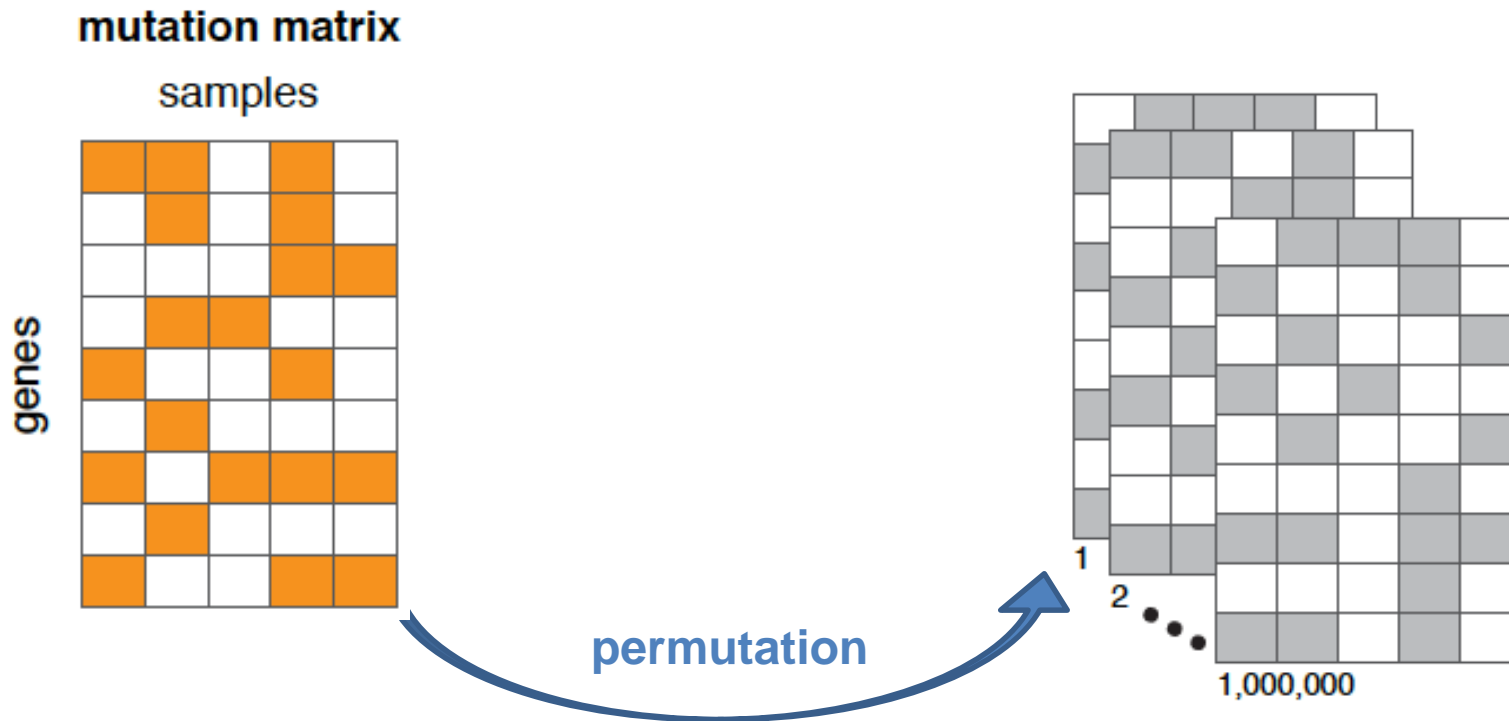 mutation matrix
samples
genes
permutation
1
2
1,000,000